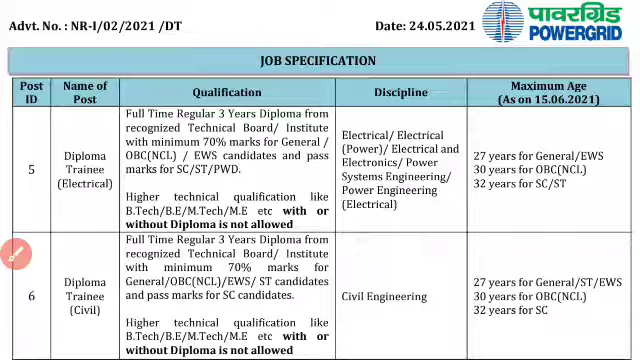 Advt. No. : NR-I/02/2021 /DT
Date: 24.05.2021
पावरग्रिड
POWERGRID
JOB SPECIFICATION
Post ID
Name of Post
Qualification
Discipline
Maximum Age
(As on 15.06.2021)
5
Diploma
Trainee
(Electrical)
Full Time Regular 3 Years Diploma from
recognized Technical Board/ Institute
with minimum 70% marks for General /
OBC(NCL) / EWS candidates and pass
marks for SC/ST/PWD.
Higher technical qualification like
B.Tech/B.E/M.Tech/M.E etc with or
without Diploma is not allowed
Electrical/ Electrical
(Power)/ Electrical and
Electronics/ Power
Systems Engineering/
Power Engineering
(Electrical)
27 years for General/EWS
30 years for OBC(NCL)
32 years for SC/ST
6
Diploma
Trainee
(Civil)
Full Time Regular 3 Years Diploma from
recognized Technical Board/ Institute
with minimum 70% marks for
General/OBC(NCL)/EWS/ ST candidates
and pass marks for SC candidates.
Higher technical qualification like
B.Tech/B.E/M.Tech/M.E etc with or
without Diploma is not allowed
Civil Engineering
27 years for General/ST/EWS
30 years for OBC(NCL)
32 years for SC